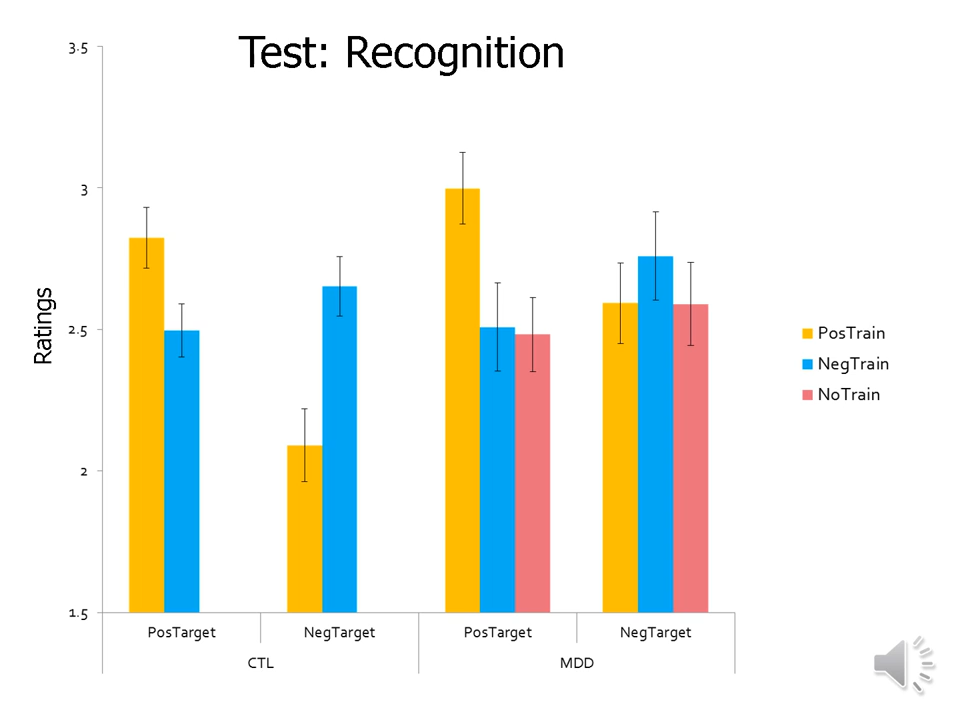 Test: Recognition
3.5
3
2.5
2
1.5
Ratings
PosTrain
NegTrain
NoTrain
PosTarget NegTarget PosTarget NegTarget
CTL MDD